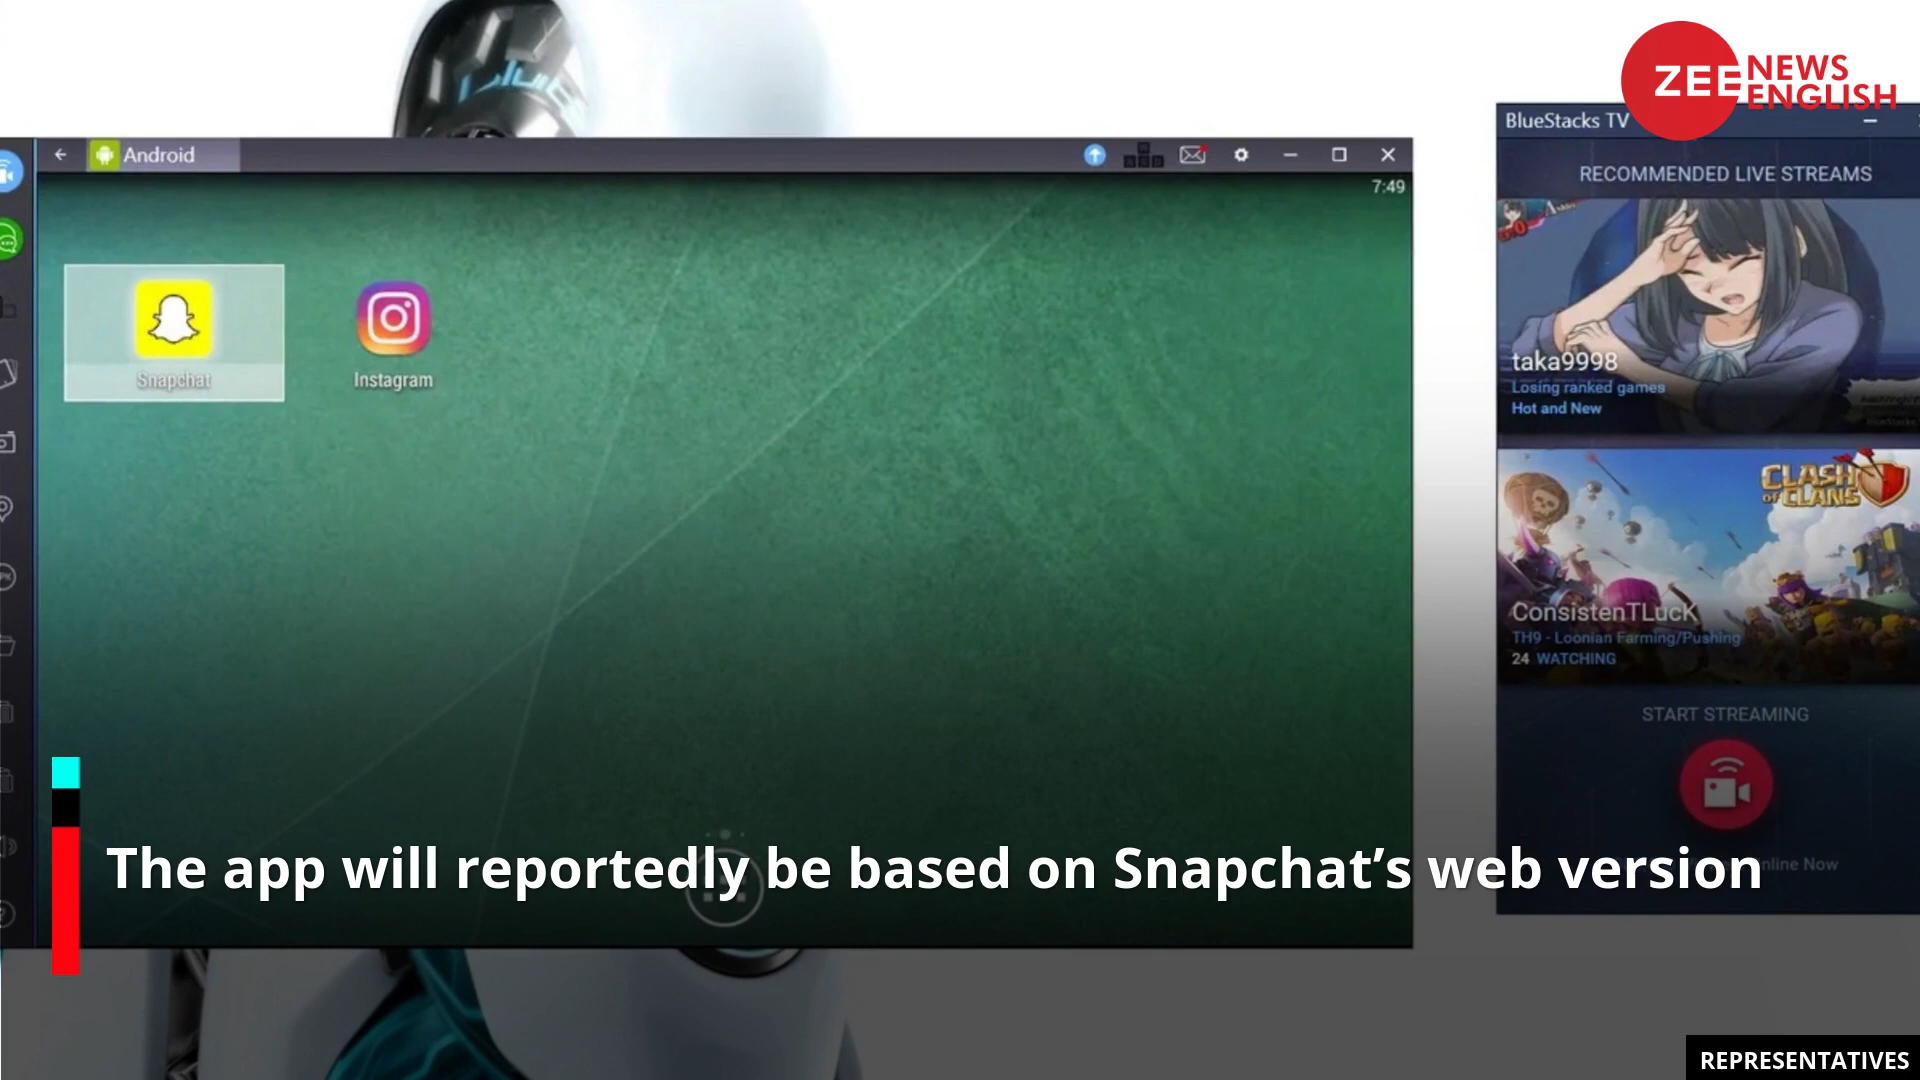 ZEE NEWS
ENGLISH
Android
7:49
Snapchat
Instagram
BlueStacks TV
RECOMMENDED LIVE STREAMS
taka9998
Losing ranked games
Hot and New
CLASH
OF CLANS
ConsistenTLucK
TH9 - Loonian Farming/Pushing
24 WATCHING
START STREAMING
nline Now
The app will reportedly be based on Snapchat’s web version
REPRESENTATIVES